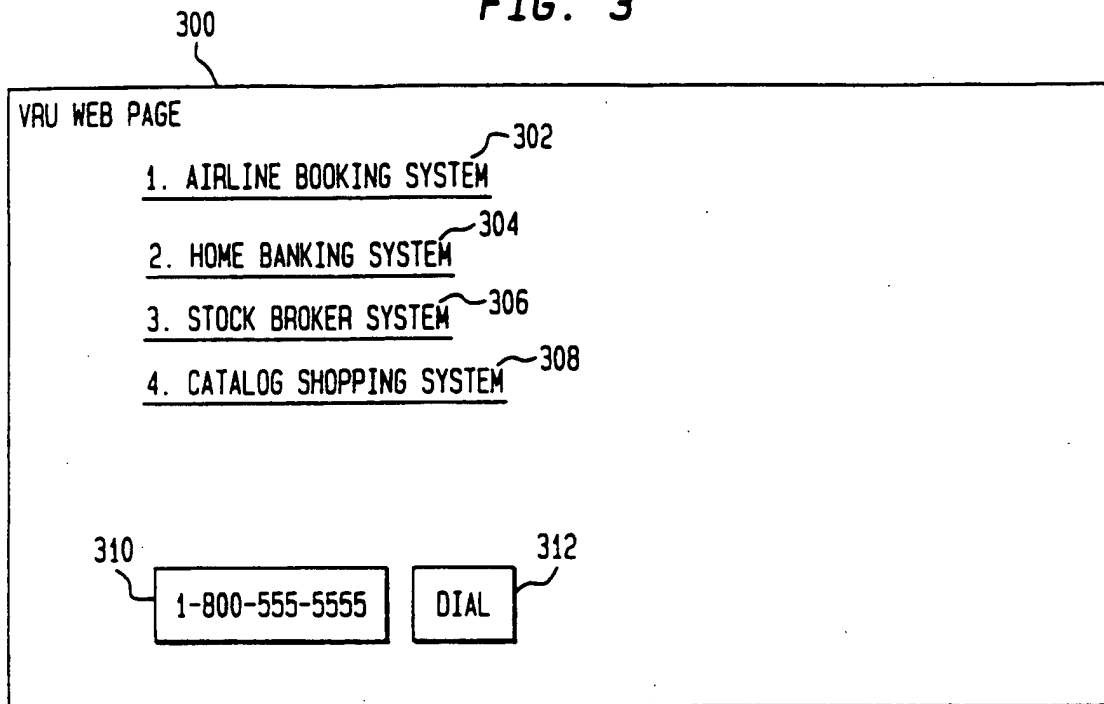 FIG. 3
300
VRU WEB PAGE
302
1. AIRLINE BOOKING SYSTEM
304
2. HOME BANKING SYSTEM
306
3. STOCK BROKER SYSTEM
308
4. CATALOG SHOPPING SYSTEM
310
312
1-800-555-5555
DIAL